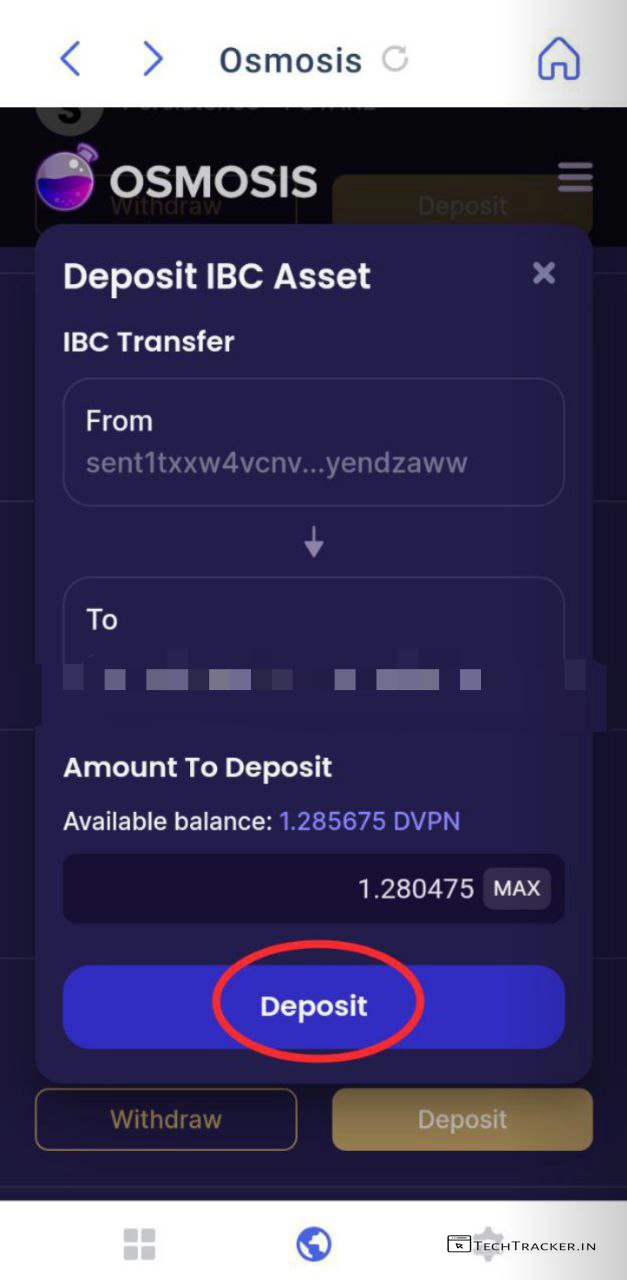 Osmosis
OSMOSIS
Withdraw
Deposit
Deposit IBC Asset
IBC Transfer
From
sent1txxw4vcnv...yendzaww
To
Amount To Deposit
Available balance: 1.285675 DVPN
1.280475 MAX
Deposit
Withdraw
Deposit
TECHTRACKER.IN